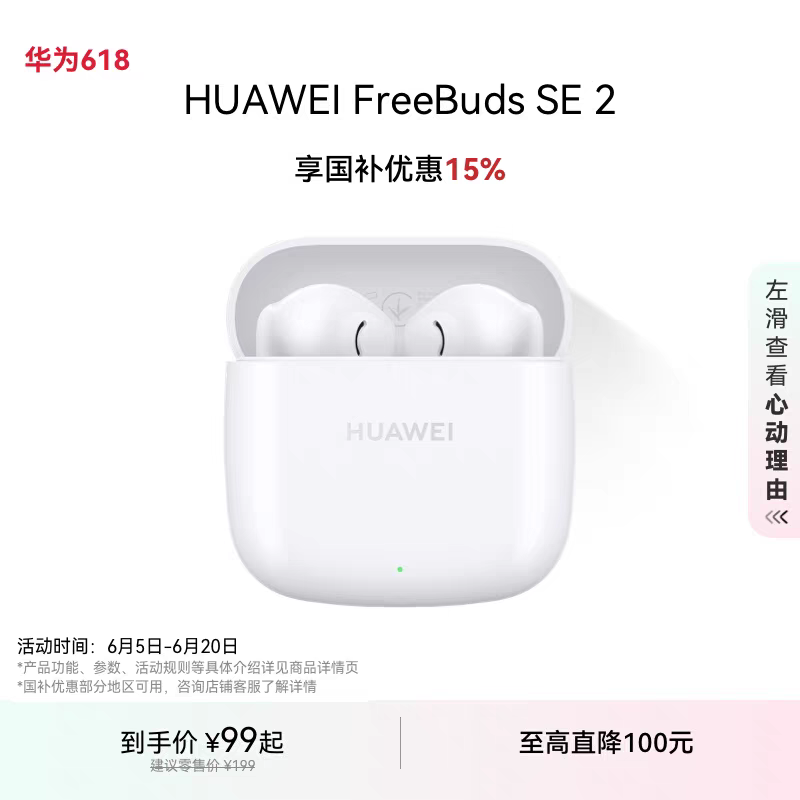 华为618
HUAWEI FreeBuds SE 2
享国补优惠15%
左滑查看心动理由
HUAWEI
活动时间：6月5日-6月20日
*产品功能、参数、活动规则等具体介绍详见商品详情页
*国补优惠部分地区可用，咨询店铺客服了解详情
到手价 ¥99起
建议零售价 ¥199
至高直降100元